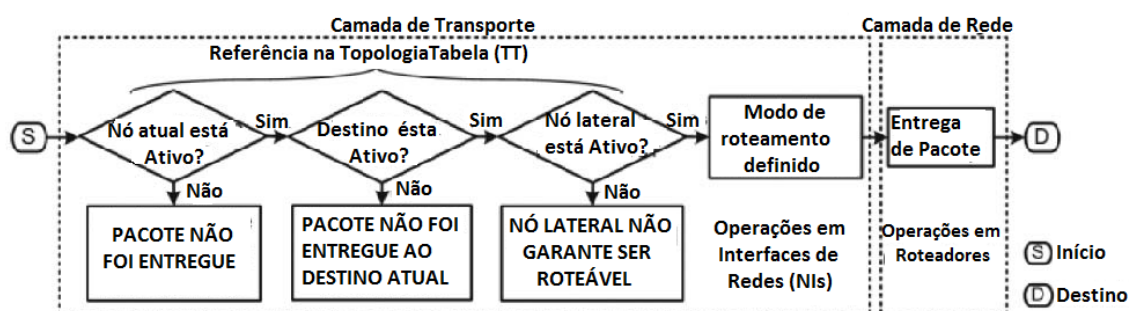 Camada de Transporte
Camada de Rede
Referência na TopologiaTabela (TT)
S
Nó atual está
Ativo?
Sim
Destino ésta
Ativo?
Sim
Nó lateral
está Ativo?
Sim
Modo de
roteamento
definido
Entrega
de Pacote
D
Não
Não
Não
PACOTE NÃO
FOI ENTREGUE
PACOTE NÃO FOI
ENTREGUE AO
DESTINO ATUAL
NÓ LATERAL NÃO
GARANTE SER
ROTEÁVEL
Operações em
Interfaces de
Redes (NIs)
Operações em
Roteadores
S Início
D Destino